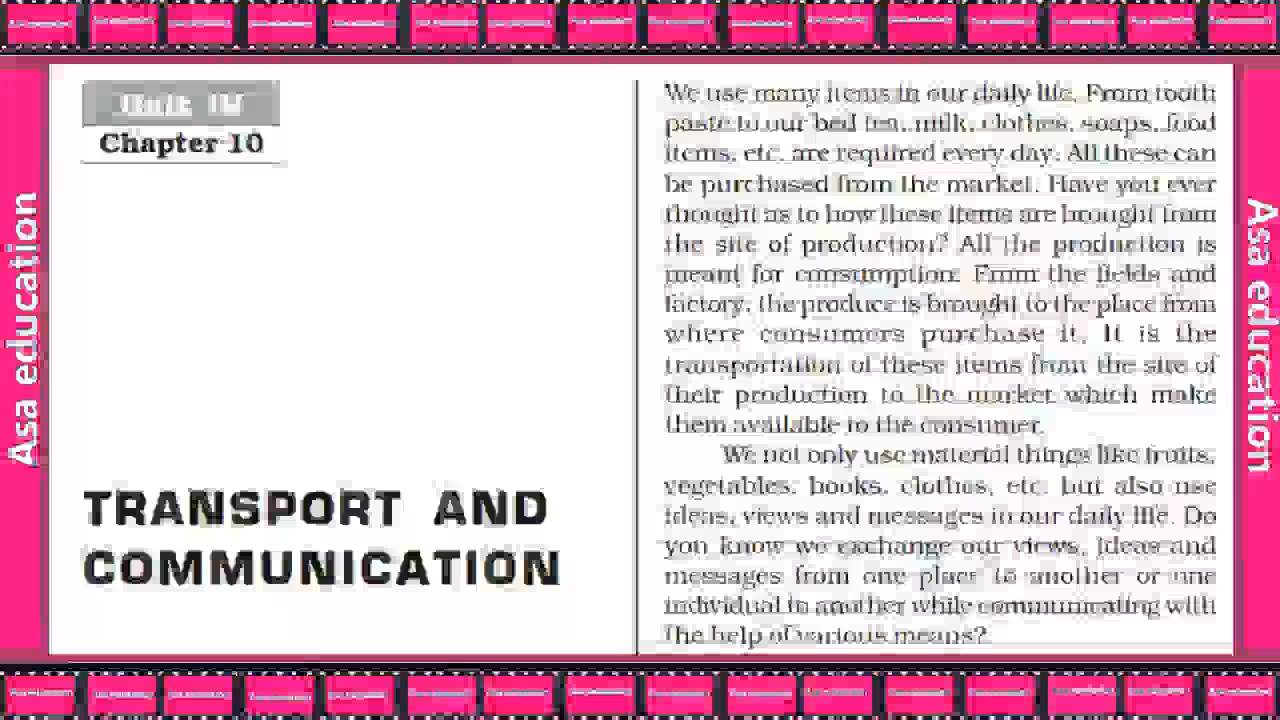 Asa education
Unit IV
Chapter 10
TRANSPORT AND
COMMUNICATION
We use many items in our daily life. From tooth
paste to our bed tea, milk, clothes, soaps, food
items, etc. are required every day. All these can
be purchased from the market. Have you ever
thought as to how these items are brought from
the site of production? All the production is
meant for consumption. From the fields and
factory, the produce is brought to the place from
where consumers purchase it. It is the
transportation of these items from the site of
their production to the market which make
them available to the consumer.
We not only use material things like fruits,
vegetables, books, clothes, etc. but also use
ideas, views and messages in our daily life. Do
you know we exchange our views, ideas and
messages from one place to another or one
individual to another while communicating with
the help of various means?
Asa education